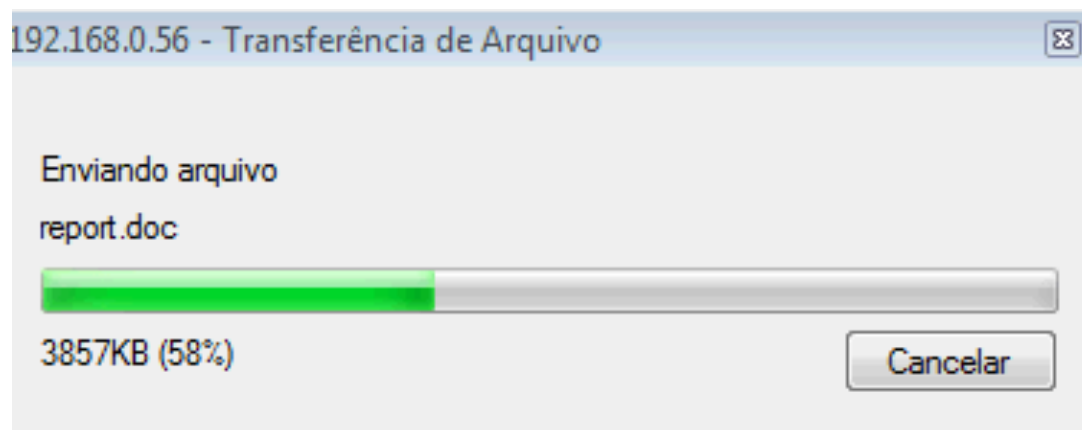 192.168.0.56 - Transferência de Arquivo
Enviando arquivo
report.doc
3857KB (58%)
Cancelar